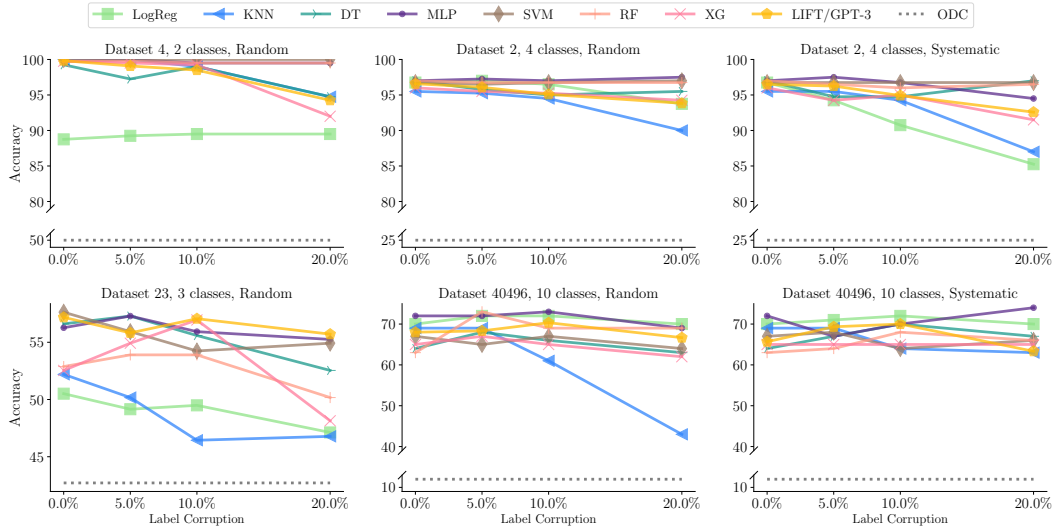 LogReg KNN DT MLP SVM RF XG LIFT/GPT-3 ODC
Dataset 4, 2 classes, Random
Dataset 2, 4 classes, Random
Dataset 2, 4 classes, Systematic
Accuracy
100
95
90
85
80
50
0.0% 5.0% 10.0% 20.0%
100
95
90
85
80
25
0.0% 5.0% 10.0% 20.0%
100
95
90
85
80
25
0.0% 5.0% 10.0% 20.0%
Dataset 23, 3 classes, Random
Dataset 40496, 10 classes, Random
Dataset 40496, 10 classes, Systematic
Accuracy
55
50
45
0.0% 5.0% 10.0% 20.0%
Label Corruption
70
60
50
40
10
0.0% 5.0% 10.0% 20.0%
Label Corruption
70
60
50
40
10
0.0% 5.0% 10.0% 20.0%
Label Corruption